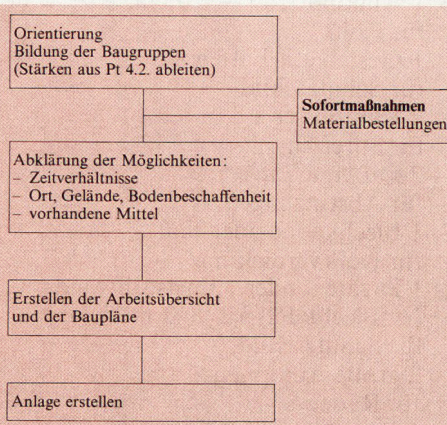 Orientierung
Bildung der Baugruppen
(Stärken aus Pt 4.2. ableiten)
Sofortmaßnahmen
Materialbestellungen
Abklärung der Möglichkeiten:
– Zeitverhältnisse
– Ort, Gelände, Bodenbeschaffenheit
– vorhandene Mittel
Erstellen der Arbeitsübersicht
und der Baupläne
Anlage erstellen